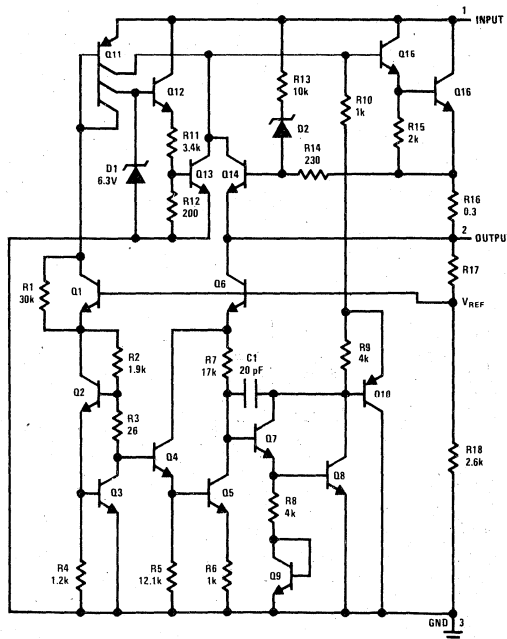 1
INPUT
Q11
Q12
Q16
Q16
R13
10k
R10
1k
D2
R11
3.4k
R15
2k
D1
6.3V
Q13
Q14
R14
230
R12
200
R16
0.3
2
OUTPUT
R1
30k
Q1
Q6
R17
VREF
R2
1.9k
R7
17k
C1
20 pF
R9
4k
Q2
Q10
R3
26
Q7
Q4
Q8
R18
2.6k
Q3
Q5
R8
4k
R4
1.2k
R5
12.1k
R6
1k
Q9
GND
3